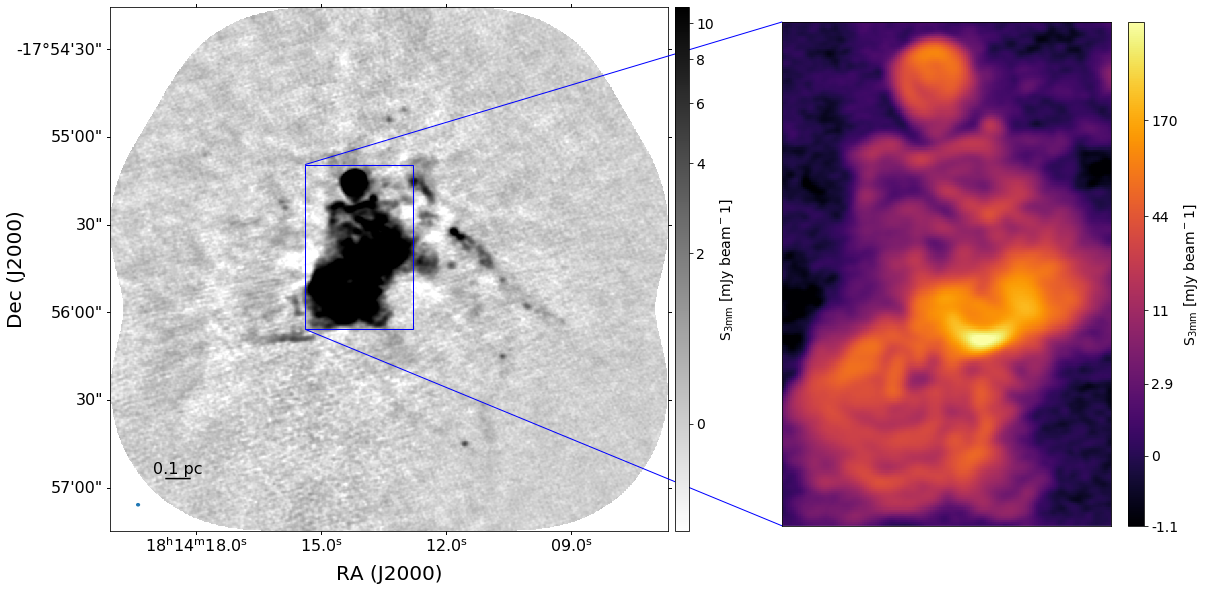 -17°54'30"
55'00"
30"
56'00"
30"
57'00"
Dec (J2000)
0.1 pc
18ʰ14ᵐ18.0ˢ
15.0ˢ
12.0ˢ
09.0ˢ
RA (J2000)
10
8
6
4
2
0
S₃ₘₘ [mJy beam⁻ 1]
170
44
11
2.9
0
-1.1
S₃ₘₘ [mJy beam⁻ 1]